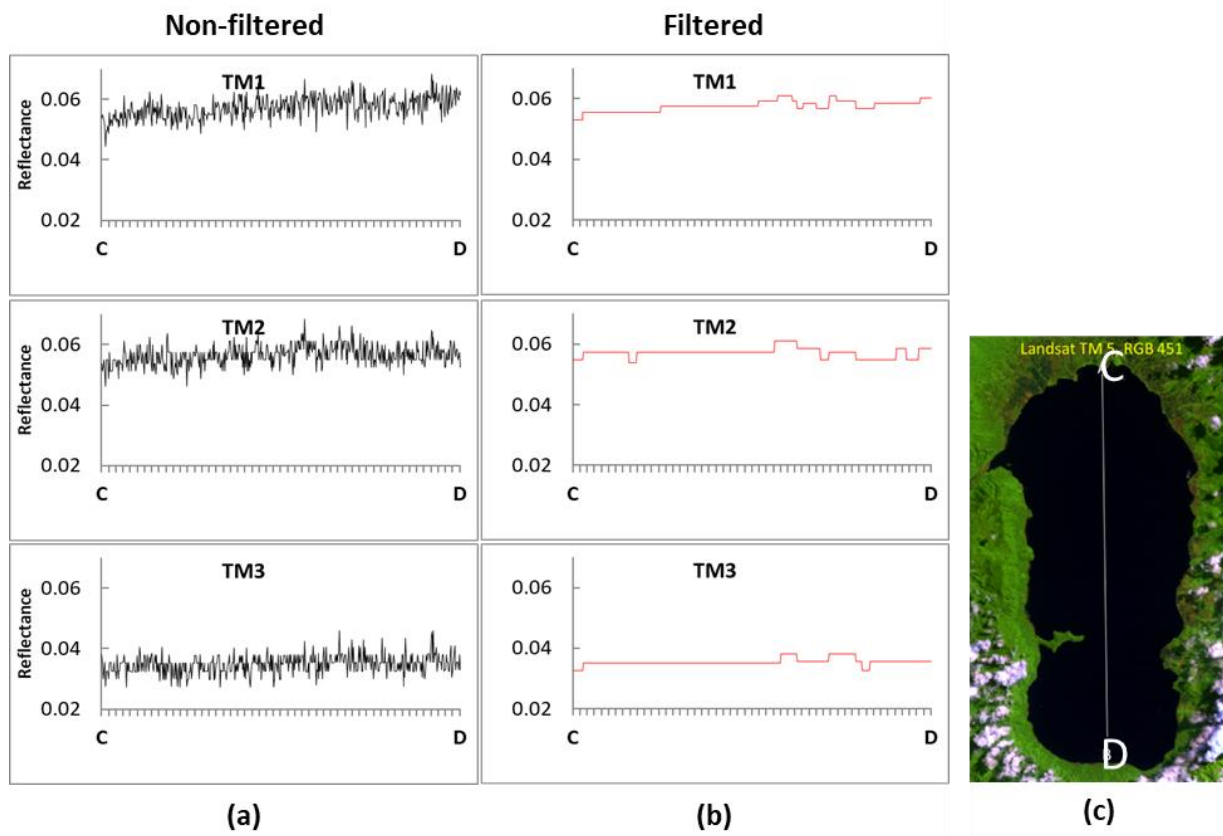 Non-filtered
Filtered
TM1
Reflectance
0.06
0.04
0.02
C
D
TM1
0.06
0.04
0.02
C
D
TM2
Reflectance
0.06
0.04
0.02
C
D
TM2
0.06
0.04
0.02
C
D
TM3
Reflectance
0.06
0.04
0.02
C
D
TM3
0.06
0.04
0.02
C
D
Landsat TM 5, RGB 451
C
D
(a)
(b)
(c)